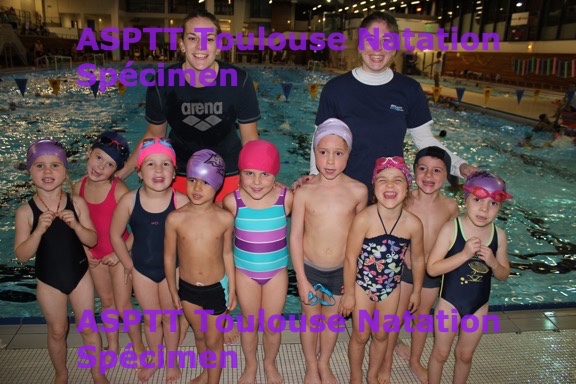 ASPTT Toulouse Natation
Spécimen
arena
ASPTT Toulouse Natation
Spécimen